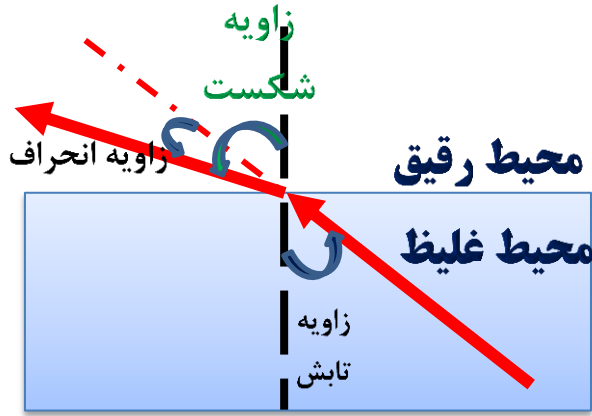 زاویه
شکست
زاویه انحراف
محیط رقیق
محیط غلیظ
زاویه
تابش